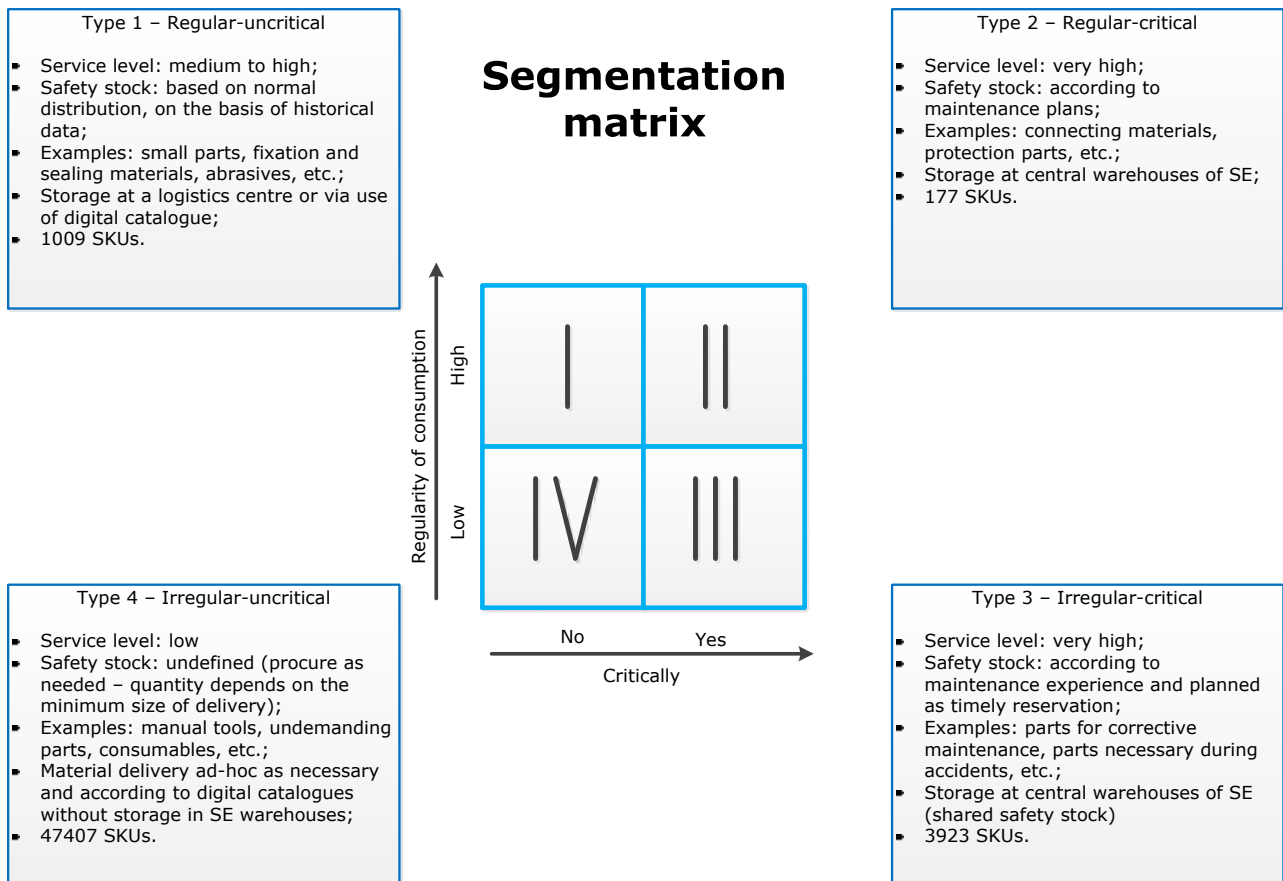 Type 1 – Regular-uncritical
▪ Service level: medium to high;
▪ Safety stock: based on normal
distribution, on the basis of historical
data;
▪ Examples: small parts, fixation and
sealing materials, abrasives, etc.;
▪ Storage at a logistics centre or via use
of digital catalogue;
▪ 1009 SKUs.
Segmentation
matrix
Type 2 – Regular-critical
▪ Service level: very high;
▪ Safety stock: according to
maintenance plans;
▪ Examples: connecting materials,
protection parts, etc.;
▪ Storage at central warehouses of SE;
▪ 177 SKUs.
Regularity of consumption
High
Low
I
II
IV
III
No
Yes
Critically
Type 4 – Irregular-uncritical
▪ Service level: low
▪ Safety stock: undefined (procure as
needed – quantity depends on the
minimum size of delivery);
▪ Examples: manual tools, undemanding
parts, consumables, etc.;
▪ Material delivery ad-hoc as necessary
and according to digital catalogues
without storage in SE warehouses;
▪ 47407 SKUs.
Type 3 – Irregular-critical
▪ Service level: very high;
▪ Safety stock: according to
maintenance experience and planned
as timely reservation;
▪ Examples: parts for corrective
maintenance, parts necessary during
accidents, etc.;
▪ Storage at central warehouses of SE
(shared safety stock)
▪ 3923 SKUs.